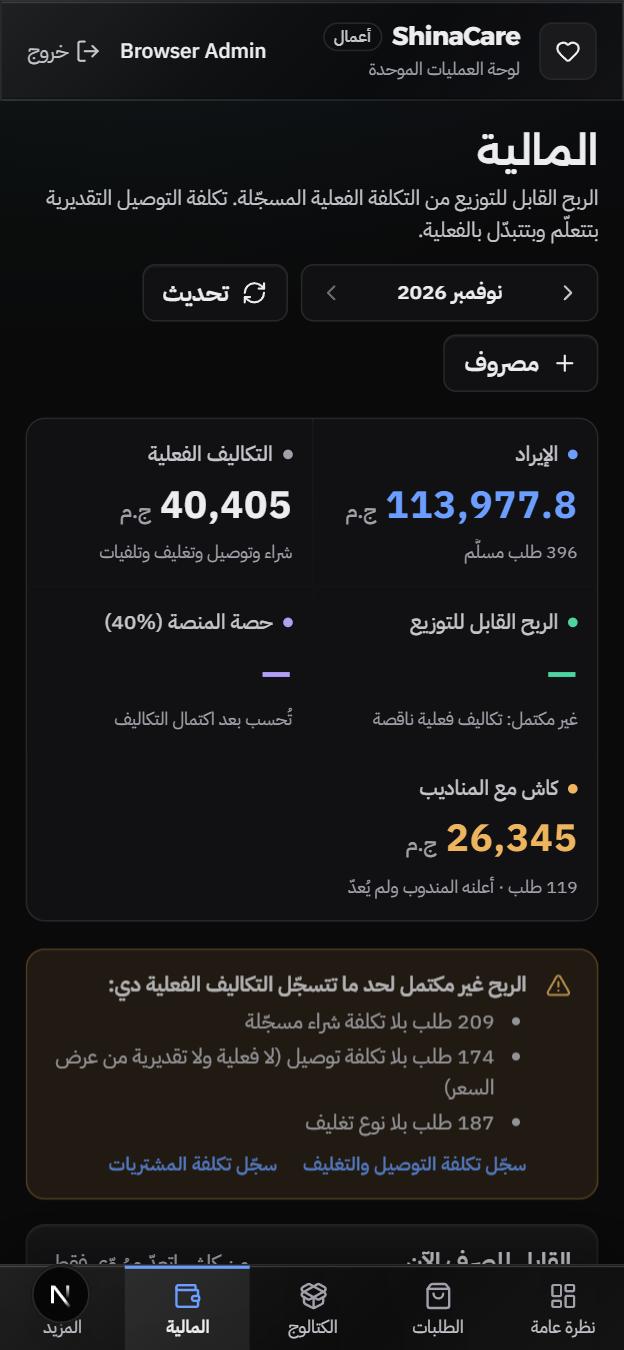 ShinaCare أعمال
لوحة العمليات الموحدة
Browser Admin
خروج
المالية
الربح القابل للتوزيع من التكلفة الفعلية المسجّلة. تكلفة التوصيل التقديرية
بتتعلّم وبتتبدّل بالفعلية.
نوفمبر 2026
تحديث
مصروف
الإيراد
113,977.8 ج.م
396 طلب مسلّم
التكاليف الفعلية
40,405 ج.م
شراء وتوصيل وتغليف وتلفيات
الربح القابل للتوزيع
—
غير مكتمل: تكاليف فعلية ناقصة
حصة المنصة (40%)
—
تُحسب بعد اكتمال التكاليف
كاش مع المناديب
26,345 ج.م
119 طلب · أعلنه المندوب ولم يُعدّ
الربح غير مكتمل لحد ما تتسجّل التكاليف الفعلية دي:
209 طلب بلا تكلفة شراء مسجّلة
174 طلب بلا تكلفة توصيل (لا فعلية ولا تقديرية من عرض
السعر)
187 طلب بلا نوع تغليف
سجّل تكلفة التوصيل والتغليف
سجّل تكلفة المشتريات
القابل للصرف الآن
نظرة عامة
الطلبات
الكتالوج
المالية
المزيد